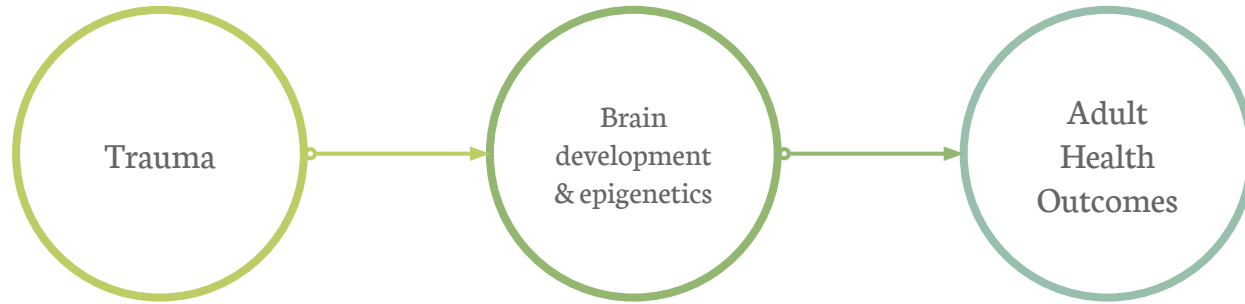 Trauma
Brain
development
& epigenetics
Adult
Health
Outcomes